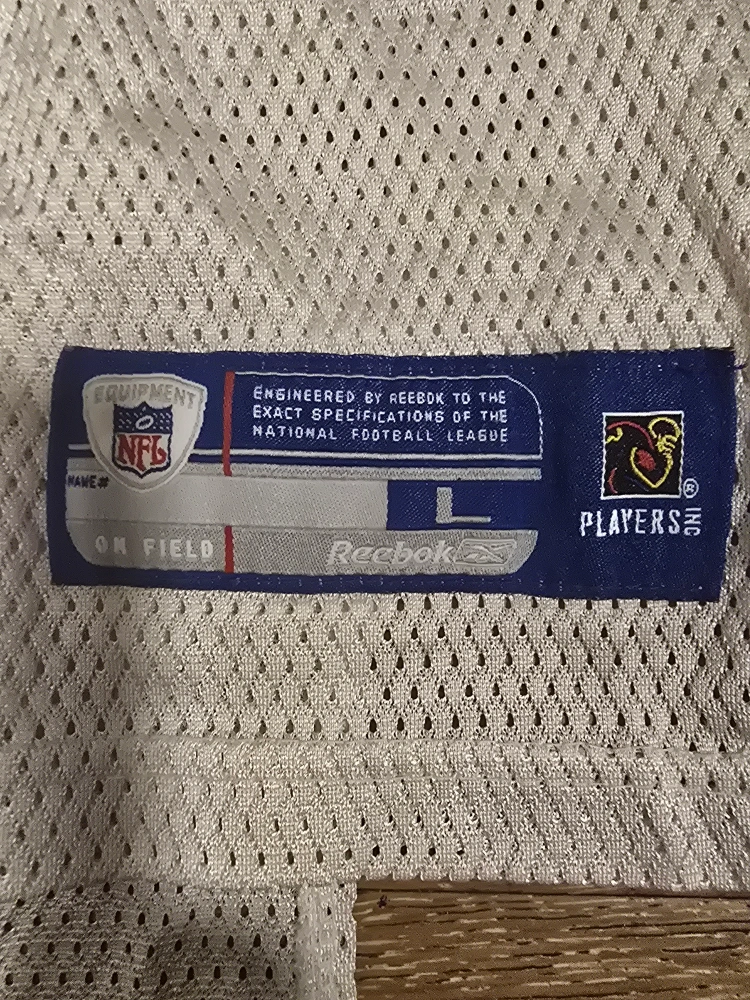 EQUIPMENT
NFL
ENGINEERED BY REEBOK TO THE
EXACT SPECIFICATIONS OF THE
NATIONAL FOOTBALL LEAGUE
NAME#
L
ON FIELD
Reebok
®
PLAYERS INC